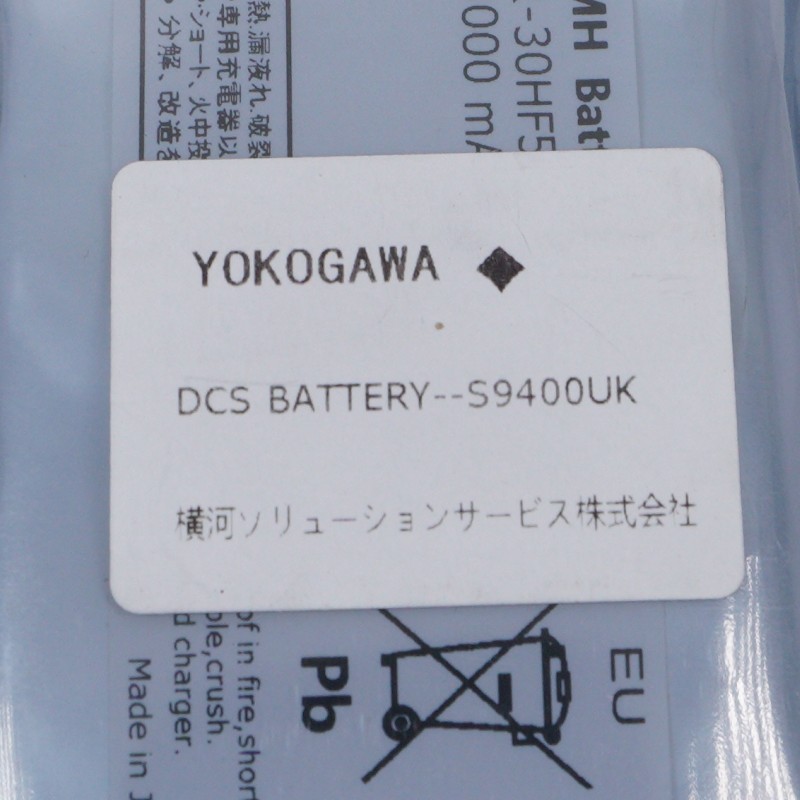 YOKOGAWA
DCS BATTERY--S9400UK
横河ソリューションサービス株式会社
MH Batt
-30HF5
000 mA
熱.漏液れ.破裂
専用充電器以
ショート、火中投
分解、改造を
EU
Pb
of in fire,short
ble,crush.
d charger.
Made in J